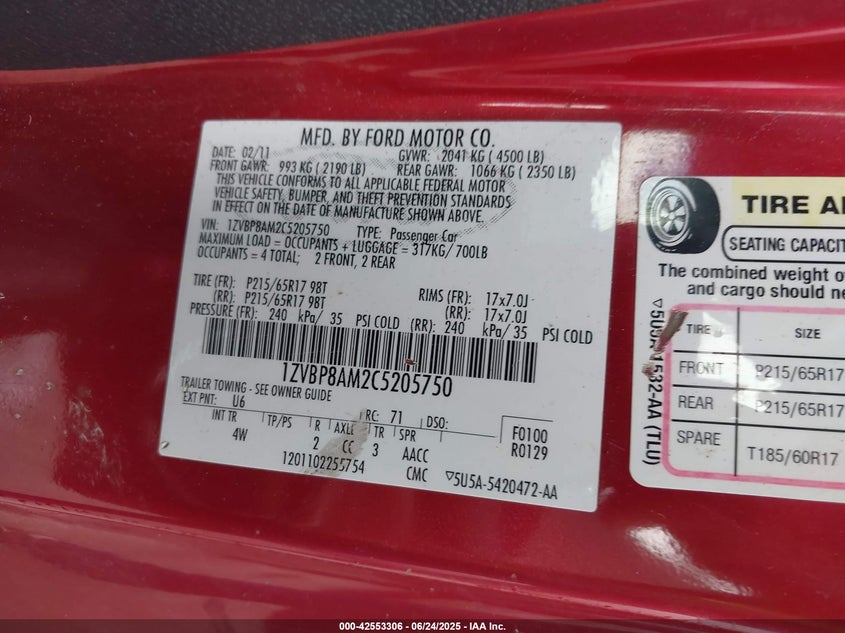 MFD. BY FORD MOTOR CO.
DATE: 02/11 GVWR: 2041 KG ( 4500 LB)
FRONT GAWR: 993 KG ( 2190 LB) REAR GAWR: 1066 KG ( 2350 LB)
THIS VEHICLE CONFORMS TO ALL APPLICABLE FEDERAL MOTOR
VEHICLE SAFETY, BUMPER, AND THEFT PREVENTION STANDARDS
IN EFFECT ON THE DATE OF MANUFACTURE SHOWN ABOVE.
VIN: 1ZVBP8AM2C5205750 TYPE: Passenger Car
MAXIMUM LOAD = OCCUPANTS + LUGGAGE = 317KG/700LB
OCCUPANTS = 4 TOTAL; 2 FRONT, 2 REAR
TIRE (FR): P215/65R17 98T RIMS (FR): 17x7.0J
(RR): P215/65R17 98T (RR): 17x7.0J
PRESSURE (FR): 240 kPa/ 35 PSI COLD (RR): 240 kPa/35 PSI COLD
1ZVBP8AM2C5205750
TRAILER TOWING - SEE OWNER GUIDE
EXT PNT: U6 RC: 71 DSO: F0100
INT TR TP/PS R AXLE TR SPR R0129
4W 2 CC 3 AACC
1201102255754 CMC ▽5U5A-5420472-AA
TIRE A
SEATING CAPACIT
The combined weight o
and cargo should ne
TIRE SIZE
FRONT P215/65R17
REAR P215/65R17
SPARE T185/60R17
000-42553306 - 06/24/2025 - IAA Inc.